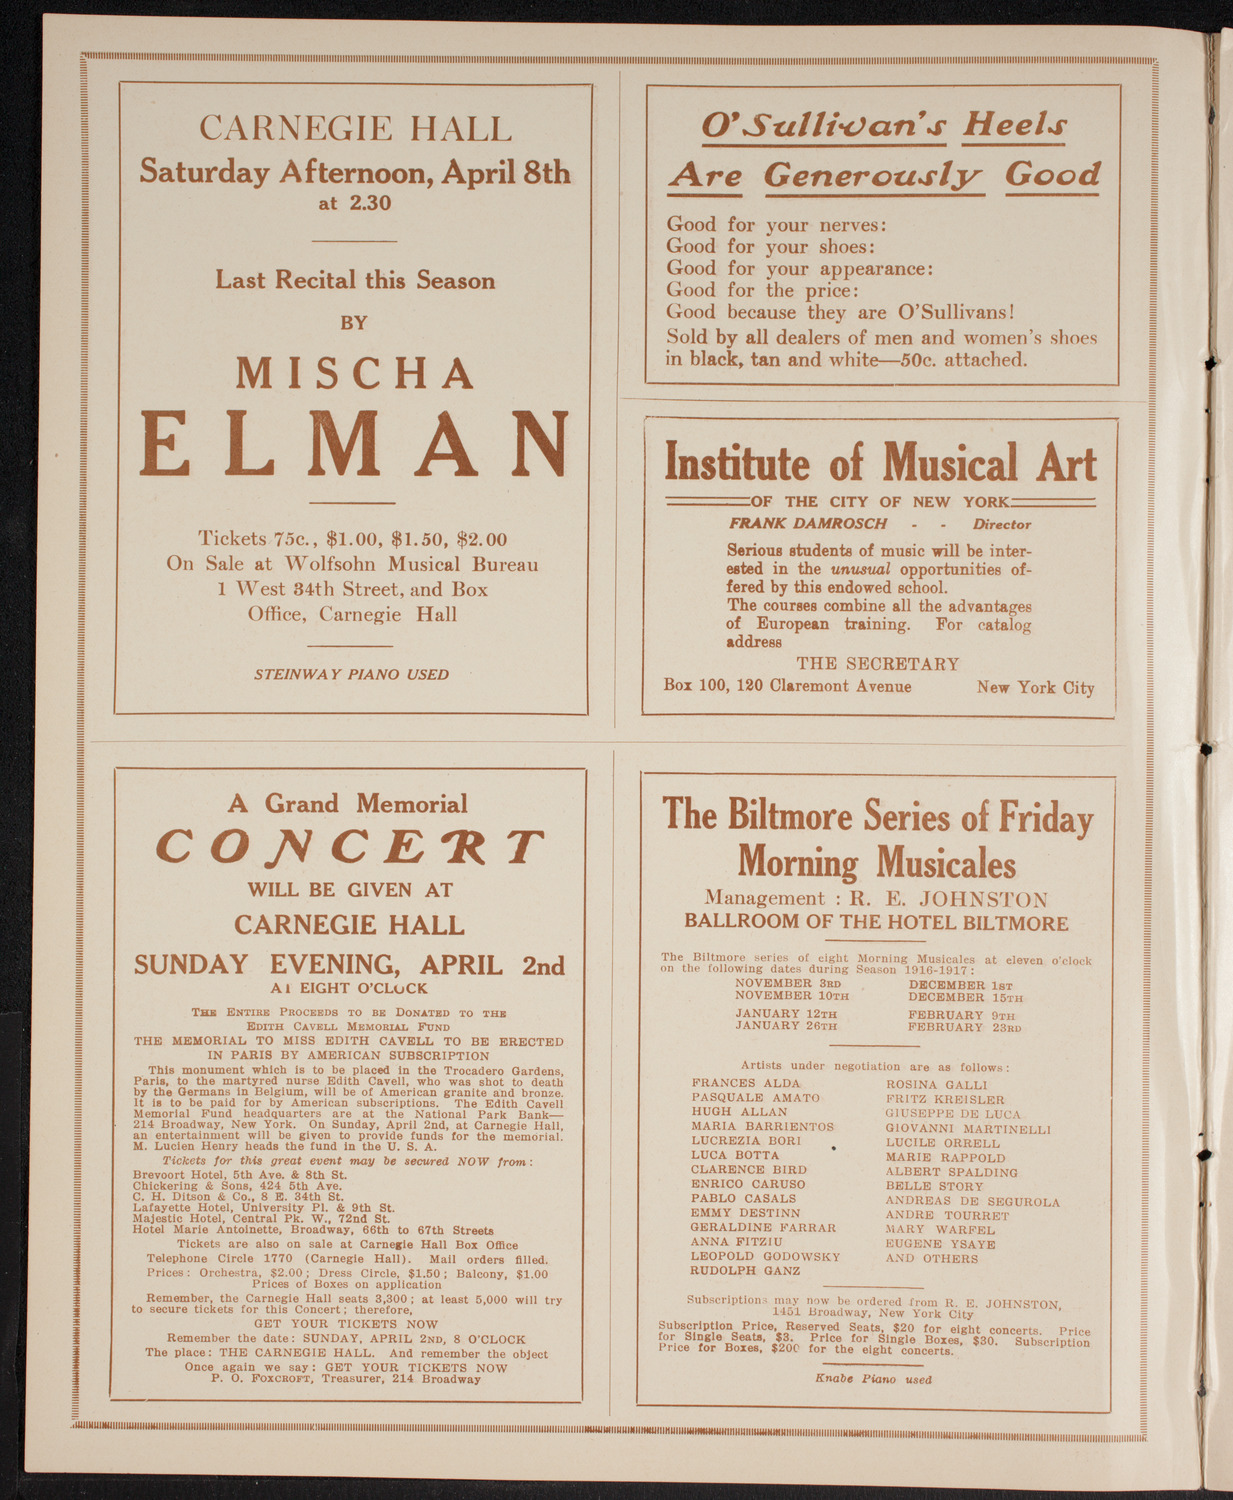 CARNEGIE HALL
Saturday Afternoon, April 8th
at 2.30
Last Recital this Season
BY
MISCHA
ELMAN
Tickets 75c., $1.00, $1.50, $2.00
On Sale at Wolfsohn Musical Bureau
1 West 34th Street, and Box
Office, Carnegie Hall
STEINWAY PIANO USED
O'Sullivan's Heels
Are Generously Good
Good for your nerves:
Good for your shoes:
Good for your appearance:
Good for the price:
Good because they are O'Sullivans!
Sold by all dealers of men and women's shoes
in black, tan and white—50c. attached.
Institute of Musical Art
OF THE CITY OF NEW YORK
FRANK DAMROSCH - - Director
Serious students of music will be inter-
ested in the unusual opportunities of-
fered by this endowed school.
The courses combine all the advantages
of European training. For catalog
address
THE SECRETARY
Box 100, 120 Claremont Avenue New York City
A Grand Memorial
CONCERT
WILL BE GIVEN AT
CARNEGIE HALL
SUNDAY EVENING, APRIL 2nd
AT EIGHT O'CLOCK
THE ENTIRE PROCEEDS TO BE DONATED TO THE
EDITH CAVELL MEMORIAL FUND
THE MEMORIAL TO MISS EDITH CAVELL TO BE ERECTED
IN PARIS BY AMERICAN SUBSCRIPTION
This monument which is to be placed in the Trocadero Gardens,
Paris, to the martyred nurse Edith Cavell, who was shot to death
by the Germans in Belgium, will be of American granite and bronze.
It is to be paid for by American subscriptions. The Edith Cavell
Memorial Fund headquarters are at the National Park Bank—
214 Broadway, New York. On Sunday, April 2nd, at Carnegie Hall,
an entertainment will be given to provide funds for the memorial.
M. Lucien Henry heads the fund in the U. S. A.
Tickets for this great event may be secured NOW from:
Brevoort Hotel, 5th Ave. & 8th St.
Chickering & Sons, 424 5th Ave.
C. H. Ditson & Co., 8 E. 34th St.
Lafayette Hotel, University Pl. & 9th St.
Majestic Hotel, Central Pk. W., 72nd St.
Hotel Marie Antoinette, Broadway, 66th to 67th Streets
Tickets are also on sale at Carnegie Hall Box Office
Telephone Circle 1770 (Carnegie Hall). Mail orders filled.
Prices: Orchestra, $2.00; Dress Circle, $1.50; Balcony, $1.00
Prices of Boxes on application
Remember, the Carnegie Hall seats 3,300; at least 5,000 will try
to secure tickets for this Concert; therefore,
GET YOUR TICKETS NOW
Remember the date: SUNDAY, APRIL 2ND, 8 O'CLOCK
The place: THE CARNEGIE HALL. And remember the object
Once again we say: GET YOUR TICKETS NOW
P. O. FOXCROFT, Treasurer, 214 Broadway
The Biltmore Series of Friday
Morning Musicales
Management : R. E. JOHNSTON
BALLROOM OF THE HOTEL BILTMORE
The Biltmore series of eight Morning Musicales at eleven o'clock
on the following dates during Season 1916-1917:
NOVEMBER 3RD DECEMBER 1ST
NOVEMBER 10TH DECEMBER 15TH
JANUARY 12TH FEBRUARY 9TH
JANUARY 26TH FEBRUARY 23RD
Artists under negotiation are as follows:
FRANCES ALDA
PASQUALE AMATO
HUGH ALLAN
MARIA BARRIENTOS
LUCREZIA BORI
LUCA BOTTA
CLARENCE BIRD
ENRICO CARUSO
PABLO CASALS
EMMY DESTINN
GERALDINE FARRAR
ANNA FITZIU
LEOPOLD GODOWSKY
RUDOLPH GANZ
ROSINA GALLI
FRITZ KREISLER
GIUSEPPE DE LUCA
GIOVANNI MARTINELLI
LUCILE ORRELL
MARIE RAPPOLD
ALBERT SPALDING
BELLE STORY
ANDREAS DE SEGUROLA
ANDRE TOURRET
MARY WARFEL
EUGENE YSAYE
AND OTHERS
Subscriptions may now be ordered from R. E. JOHNSTON,
1451 Broadway, New York City
Subscription Price, Reserved Seats, $20 for eight concerts. Price
for Single Seats, $3. Price for Single Boxes, $30. Subscription
Price for Boxes, $200 for the eight concerts.
Knabe Piano used